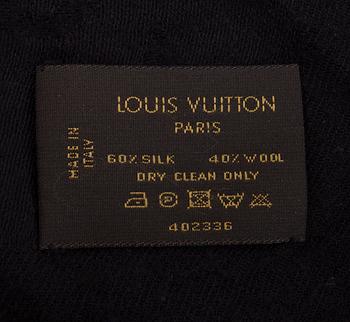 LOUIS VUITTON
PARIS
MADE IN
ITALY
60% SILK 40% WOOL
DRY CLEAN ONLY
402336